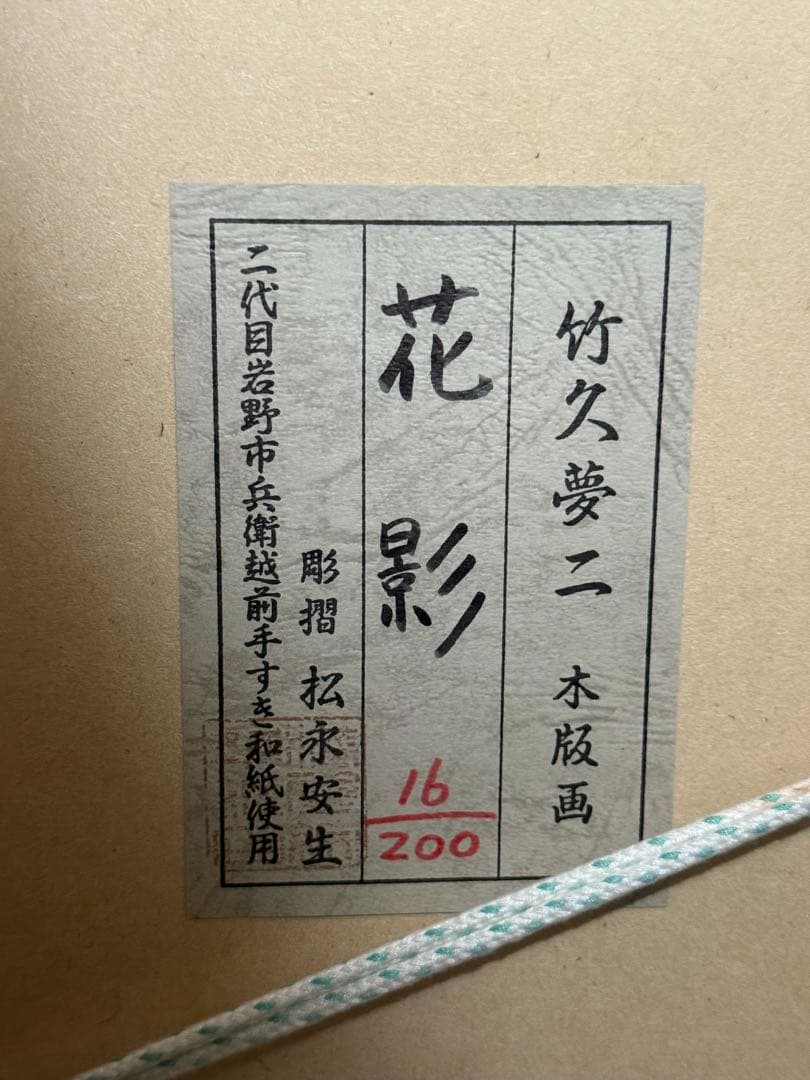 竹久夢二 木版画
花影
16/200
彫摺 松永安生
二代目岩野市兵衛越前手すき和紙使用